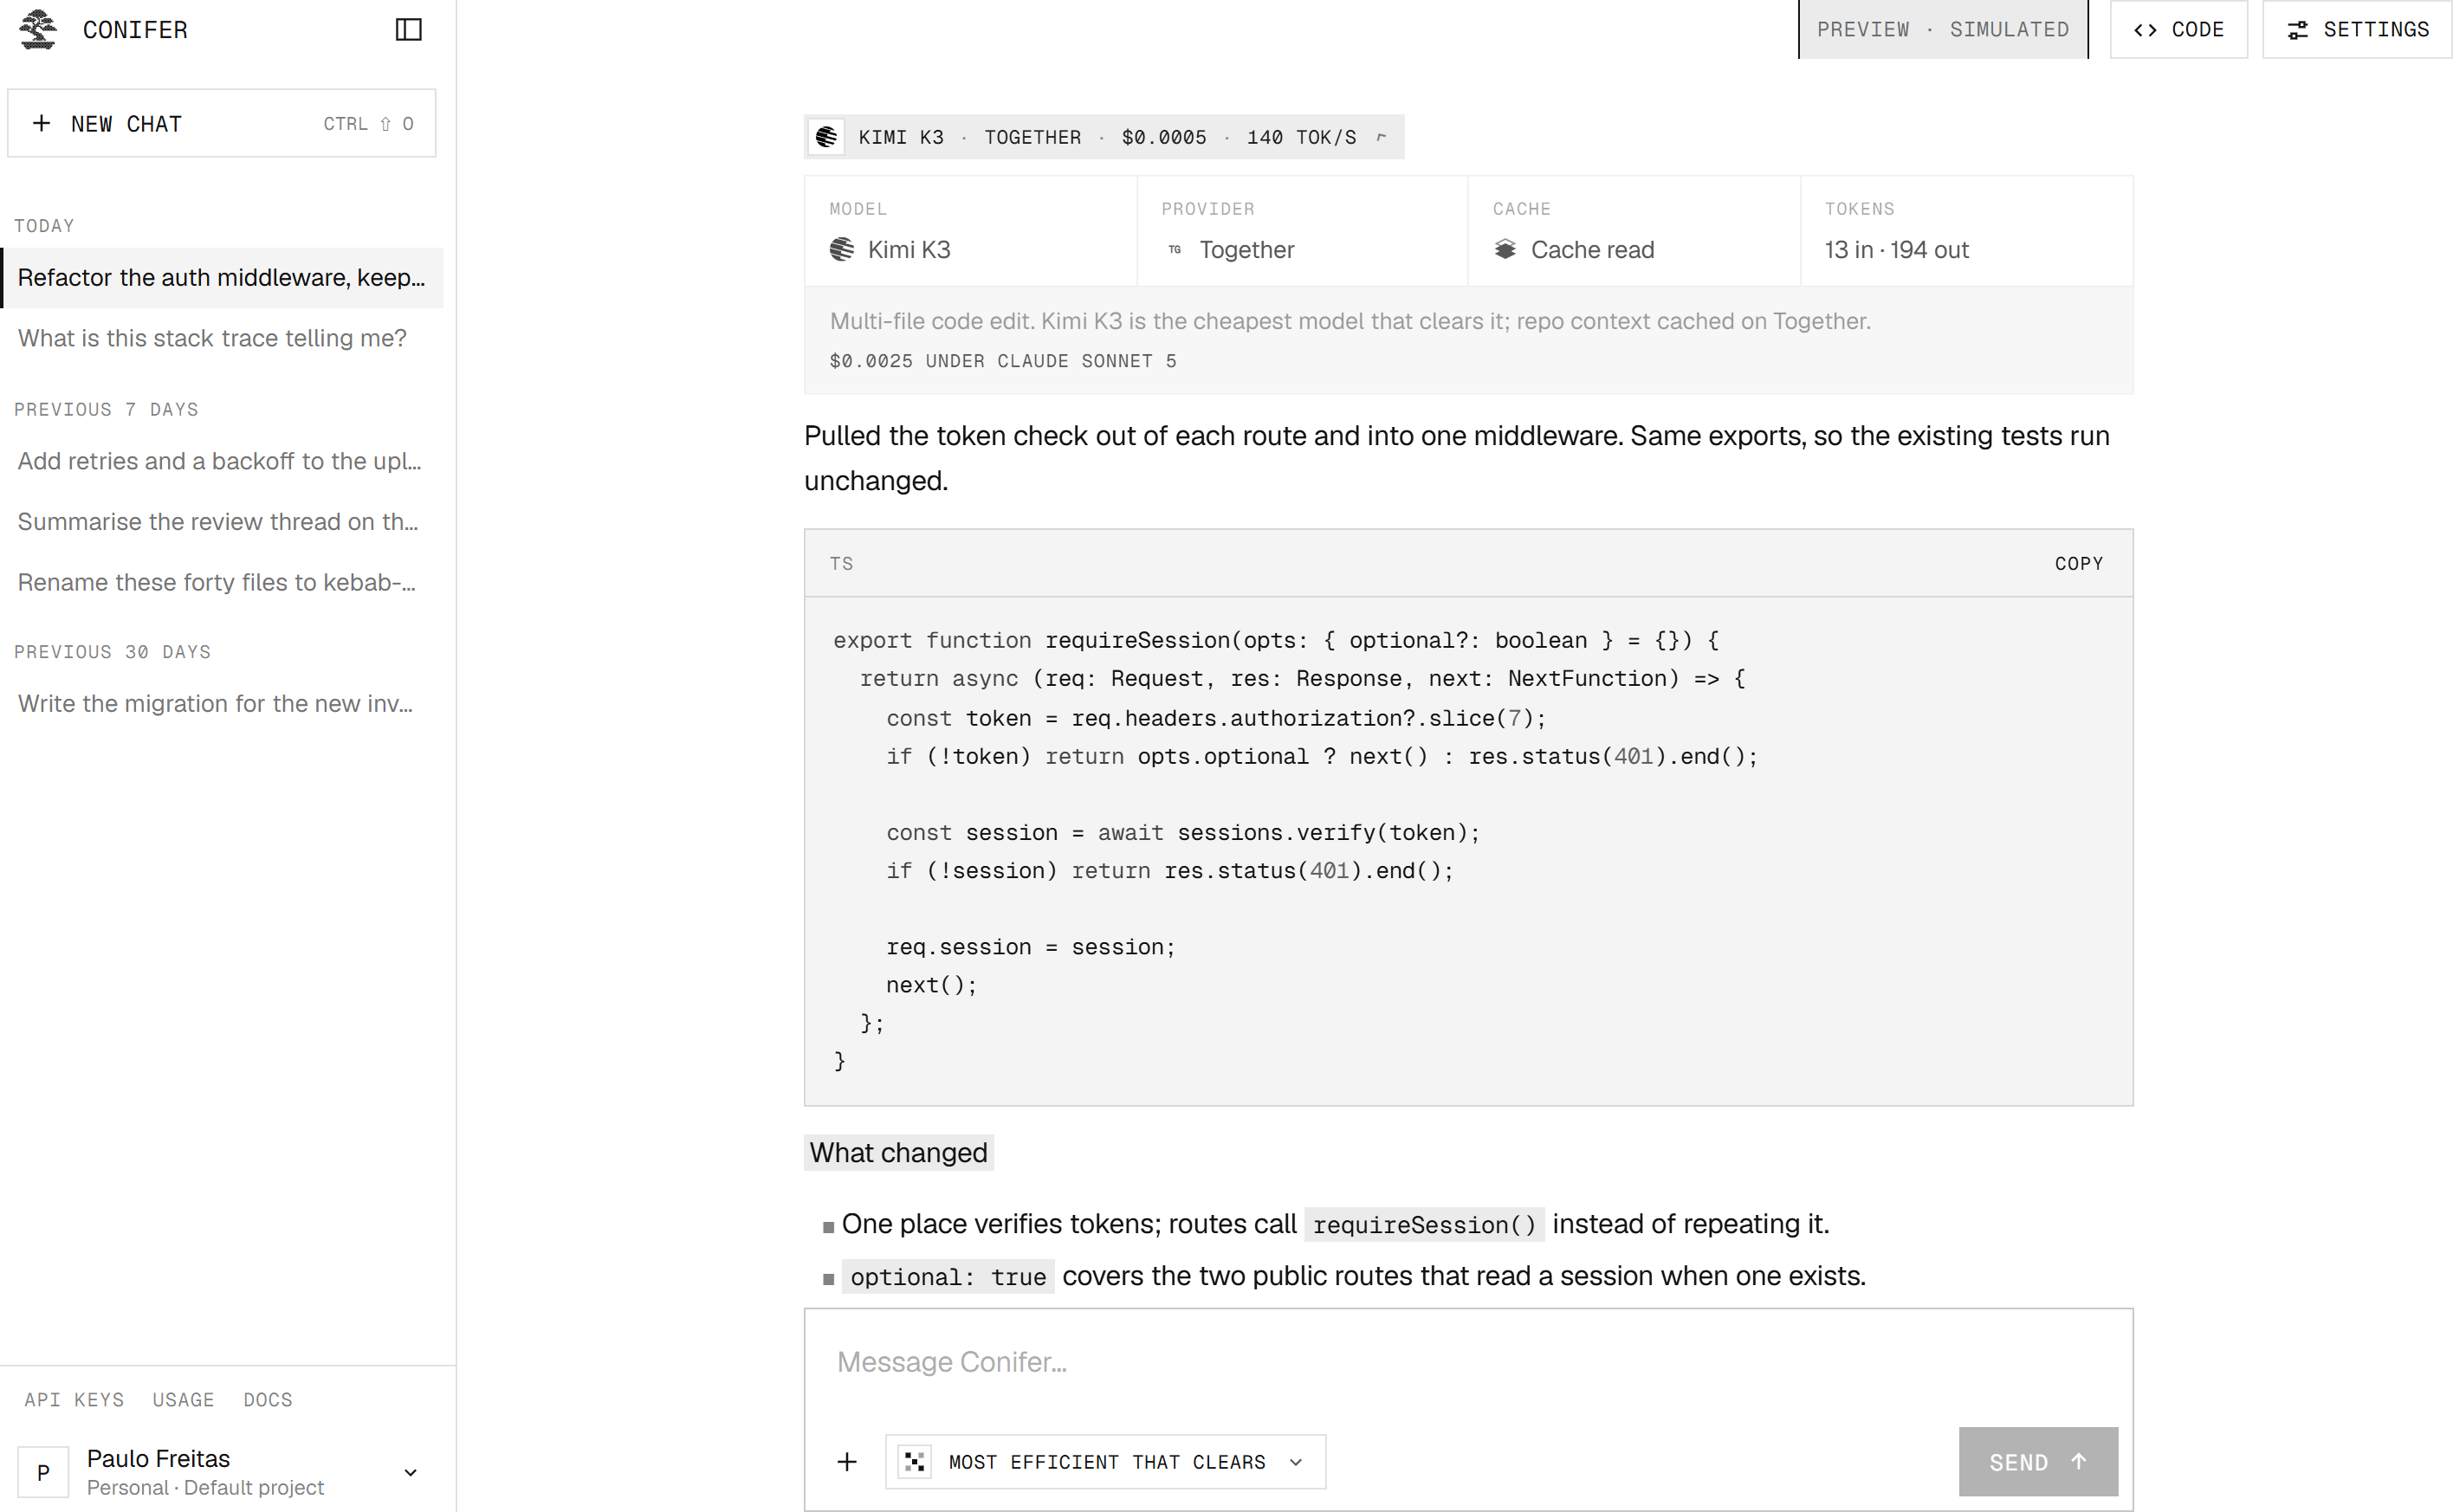 CONIFER
PREVIEW · SIMULATED
CODE
SETTINGS
+ NEW CHAT
CTRL ⇧ O
TODAY
Refactor the auth middleware, keep...
What is this stack trace telling me?
PREVIOUS 7 DAYS
Add retries and a backoff to the upl...
Summarise the review thread on th...
Rename these forty files to kebab-...
PREVIOUS 30 DAYS
Write the migration for the new inv...
API KEYS
USAGE
DOCS
P
Paulo Freitas
Personal · Default project
KIMI K3 · TOGETHER · $0.0005 · 140 TOK/S
MODEL
Kimi K3
PROVIDER
TG Together
CACHE
Cache read
TOKENS
13 in · 194 out
Multi-file code edit. Kimi K3 is the cheapest model that clears it; repo context cached on Together.
$0.0025 UNDER CLAUDE SONNET 5
Pulled the token check out of each route and into one middleware. Same exports, so the existing tests run
unchanged.
TS
COPY
export function requireSession(opts: { optional?: boolean } = {}) {
  return async (req: Request, res: Response, next: NextFunction) => {
    const token = req.headers.authorization?.slice(7);
    if (!token) return opts.optional ? next() : res.status(401).end();
    const session = await sessions.verify(token);
    if (!session) return res.status(401).end();
    req.session = session;
    next();
  };
}
What changed
One place verifies tokens; routes call requireSession() instead of repeating it.
optional: true covers the two public routes that read a session when one exists.
Message Conifer...
+ MOST EFFICIENT THAT CLEARS
SEND ↑